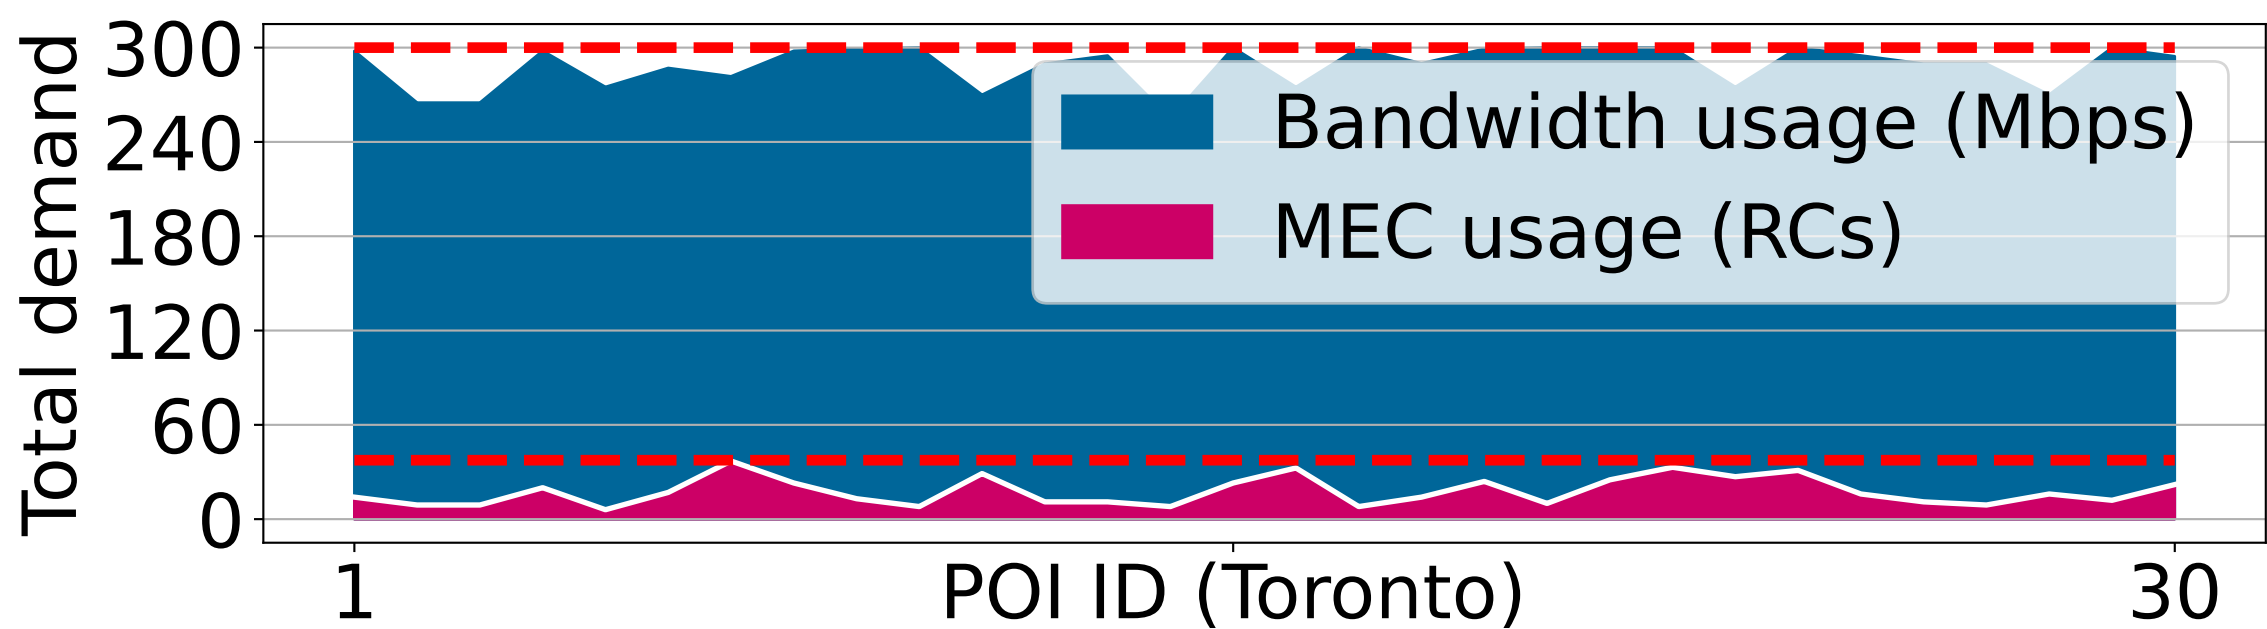 Total demand
300
240
180
120
60
0
Bandwidth usage (Mbps)
MEC usage (RCs)
1
POI ID (Toronto)
30